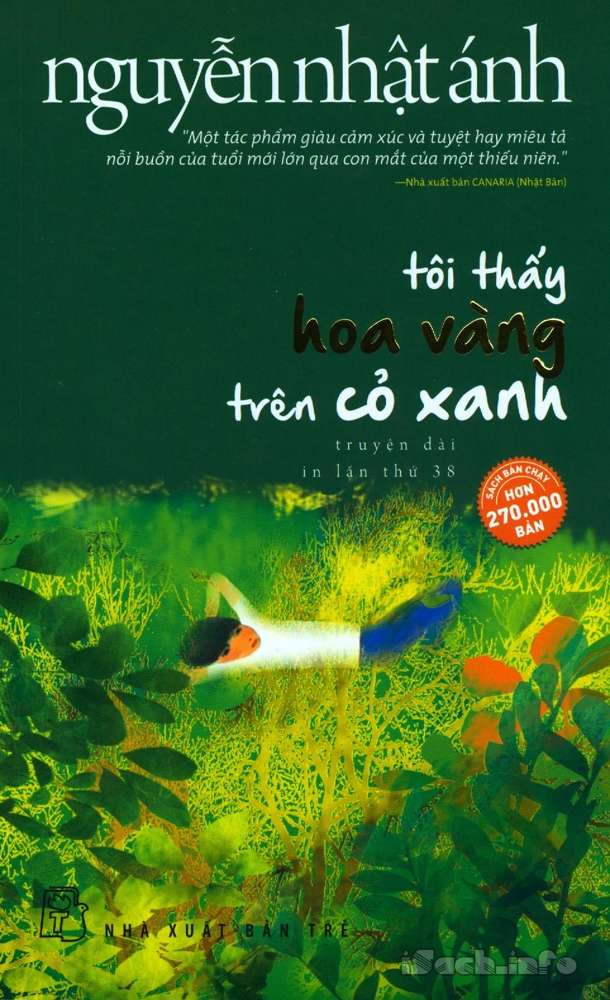 nguyễn nhật ánh
"Một tác phẩm giàu cảm xúc và tuyệt hay miêu tả
nỗi buồn của tuổi mới lớn qua con mắt của một thiếu niên."
—Nhà xuất bản CANARIA (Nhật Bản)
tôi thấy
hoa vàng
trên cỏ xanh
truyện dài
in lần thứ 38
SÁCH BÁN CHẠY
HƠN
270.000
BẢN
T
NHÀ XUẤT BẢN TRẺ
iSach.info